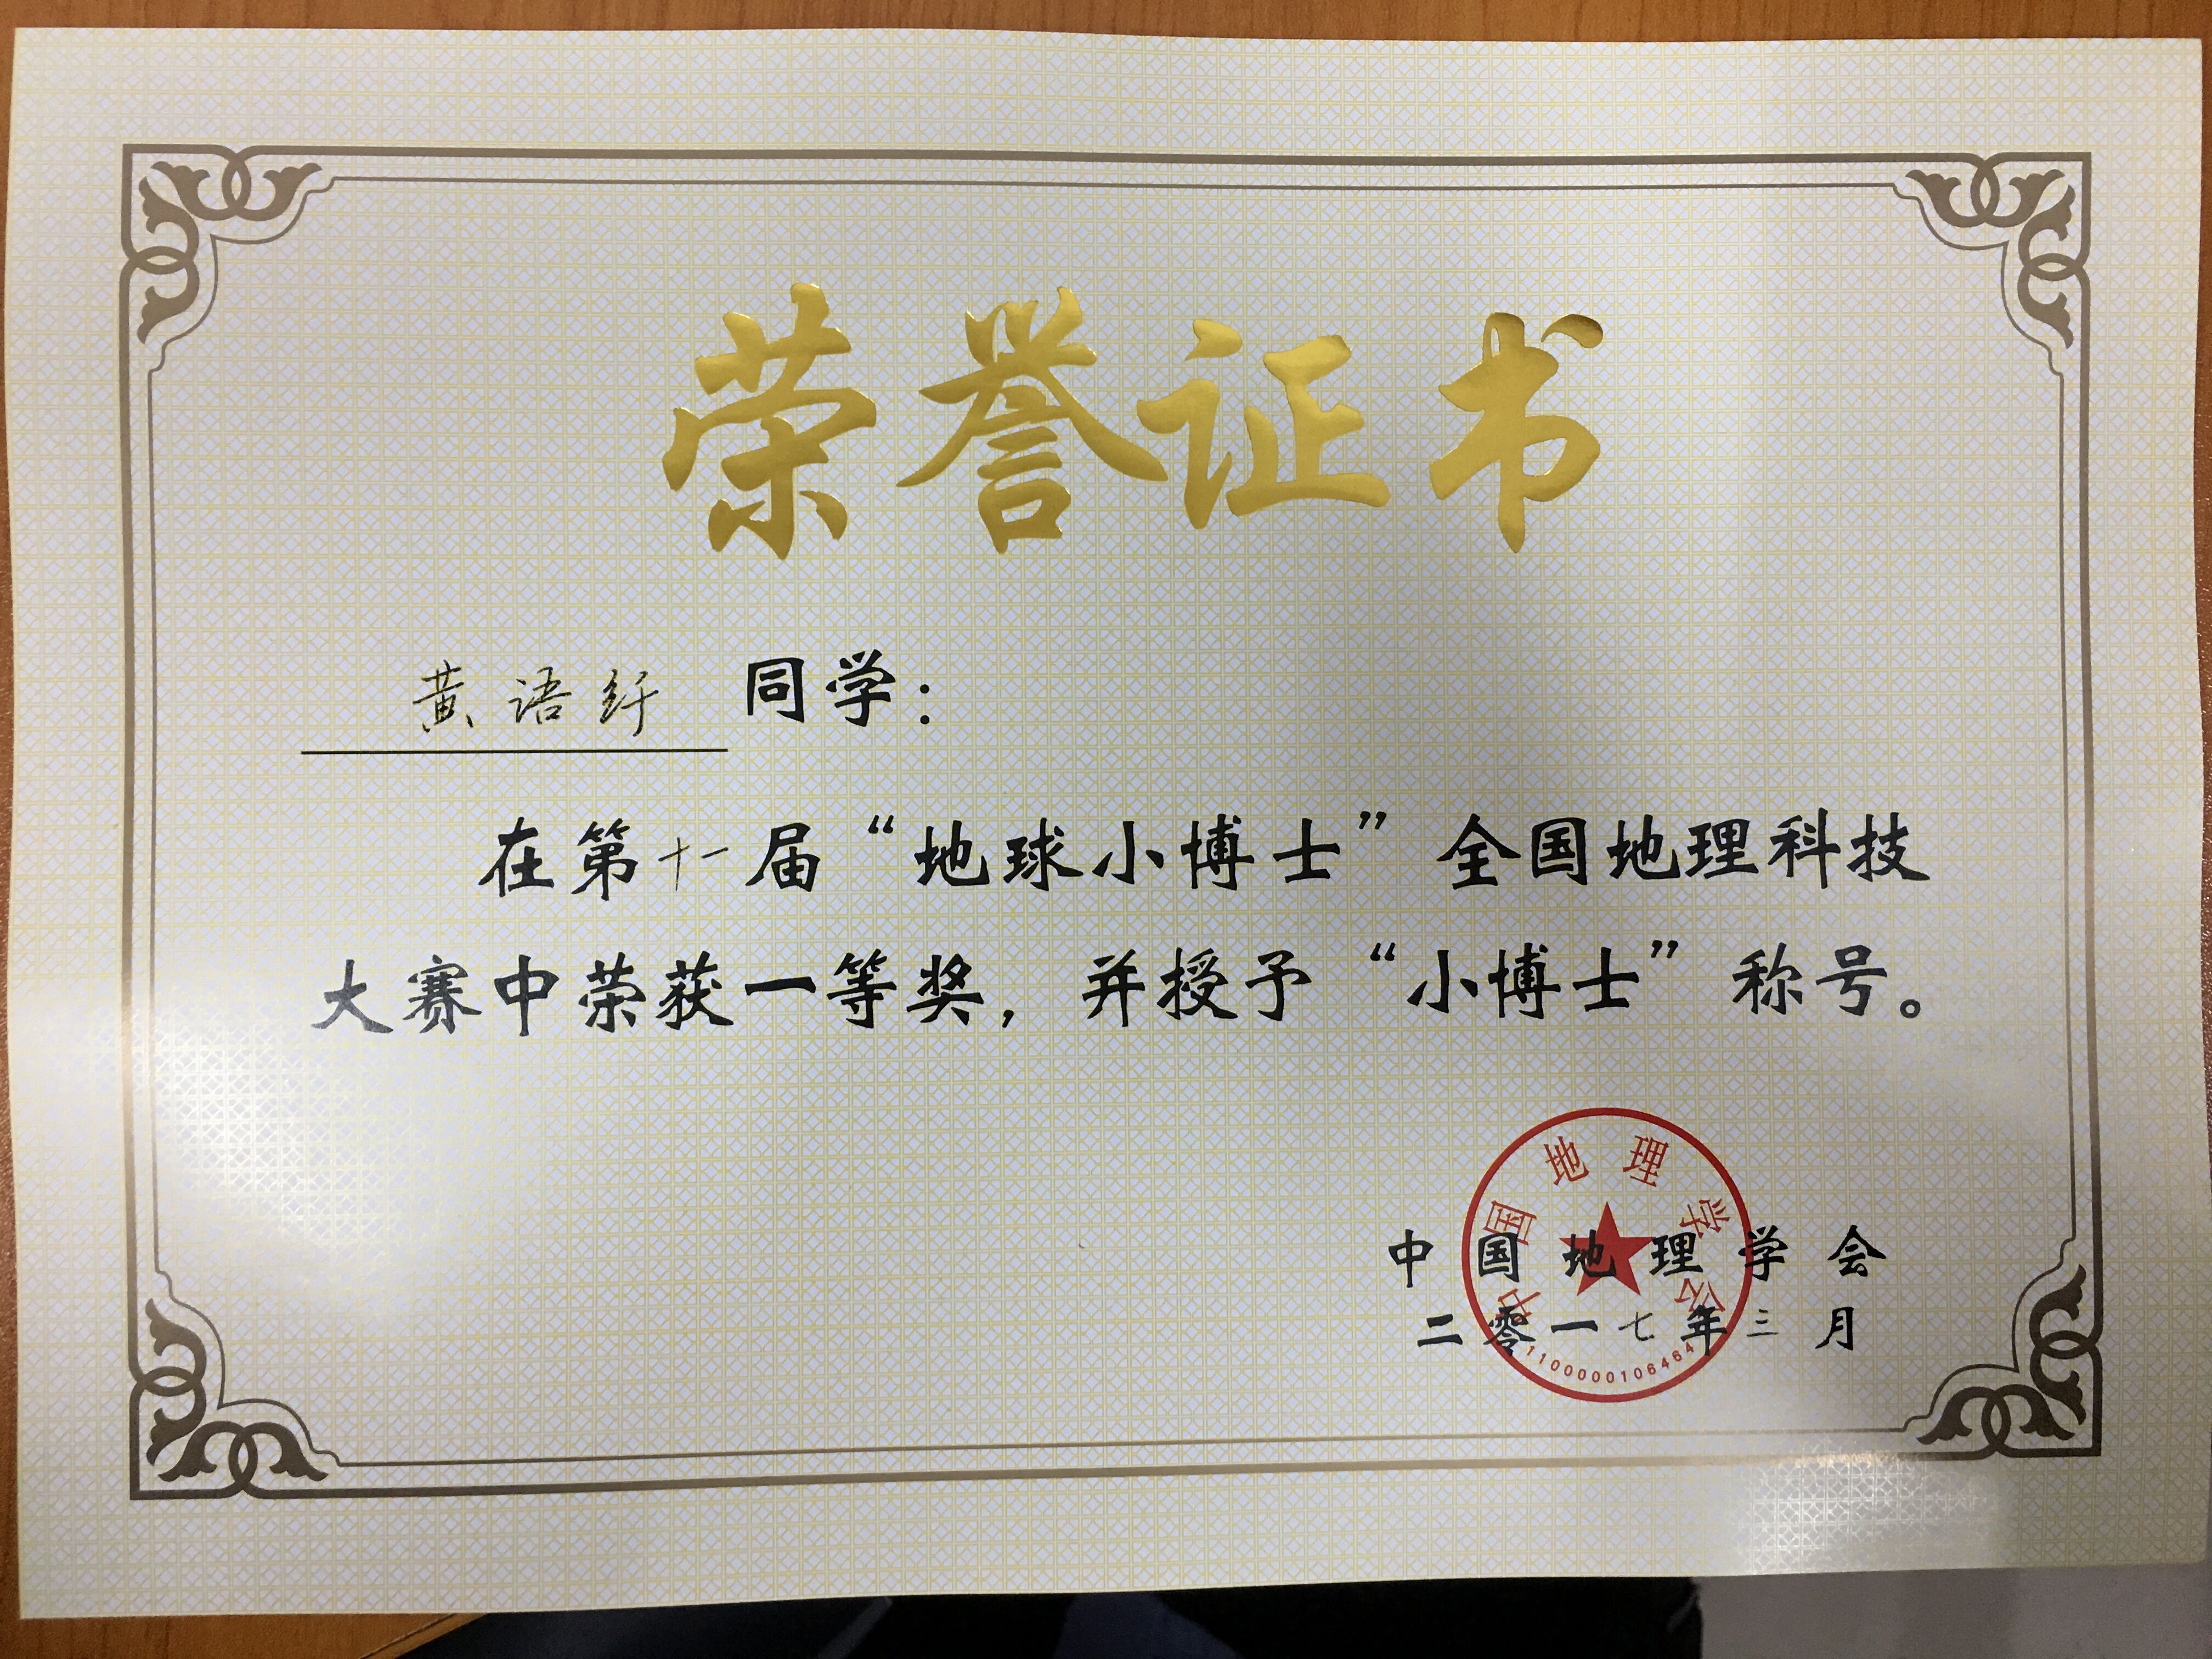 荣誉证书
黄语纤 同学：
在第十一届“地球小博士”全国地理科技
大赛中荣获一等奖，并授予“小博士”称号。
中国地理学会
二零一七年三月
中国地理学会
1100000106464